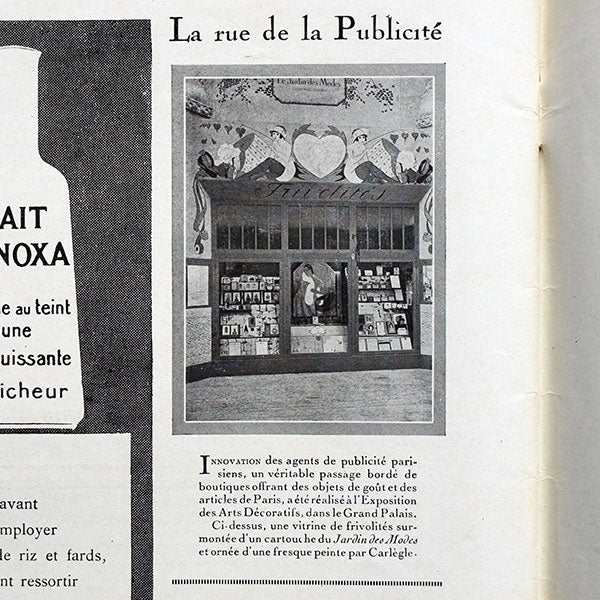 La rue de la Publicité
Le Jardin des Modes
Frivolités
AIT
NOXA
e au teint
une
uissante
îcheur
avant
mployer
de riz et fards,
nt ressortir
INNOVATION des agents de publicité pari-
siens, un véritable passage bordé de
boutiques offrant des objets de goût et des
articles de Paris, a été réalisé à l'Exposition
des Arts Décoratifs, dans le Grand Palais.
Ci-dessus, une vitrine de frivolités sur-
montée d'un cartouche du Jardin des Modes
et ornée d'une fresque peinte par Carlègle.